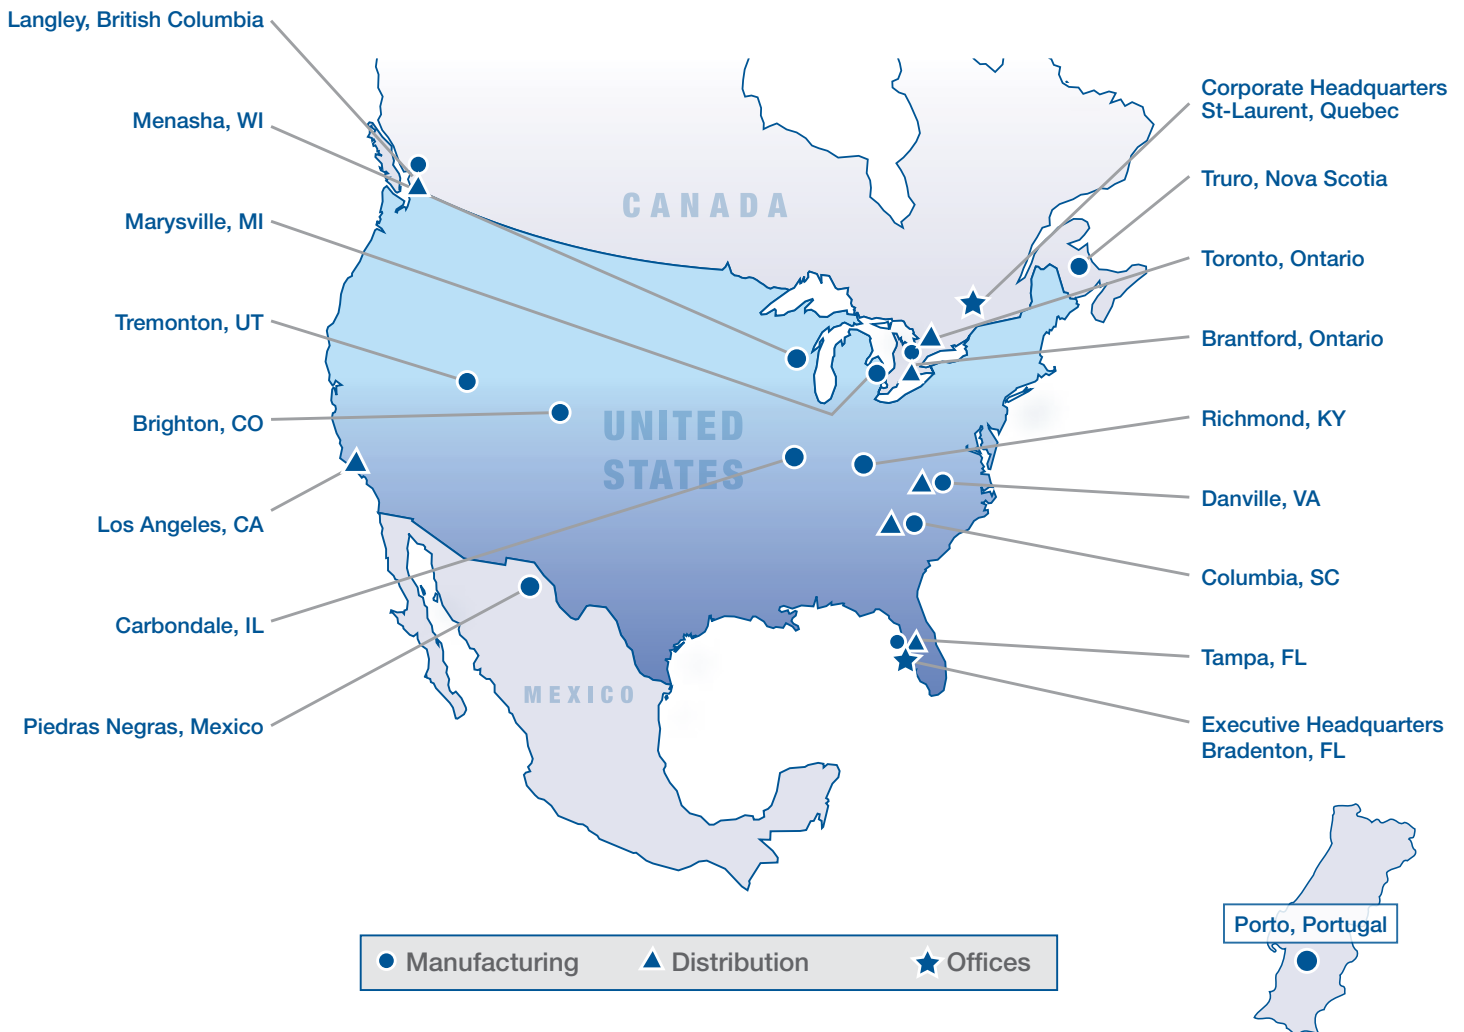 Langley, British Columbia
Menasha, WI
Marysville, MI
Tremonton, UT
Brighton, CO
Los Angeles, CA
Carbondale, IL
Piedras Negras, Mexico
CANADA
UNITED
STATES
MEXICO
Corporate Headquarters
St-Laurent, Quebec
Truro, Nova Scotia
Toronto, Ontario
Brantford, Ontario
Richmond, KY
Danville, VA
Columbia, SC
Tampa, FL
Executive Headquarters
Bradenton, FL
Porto, Portugal
Manufacturing Distribution Offices